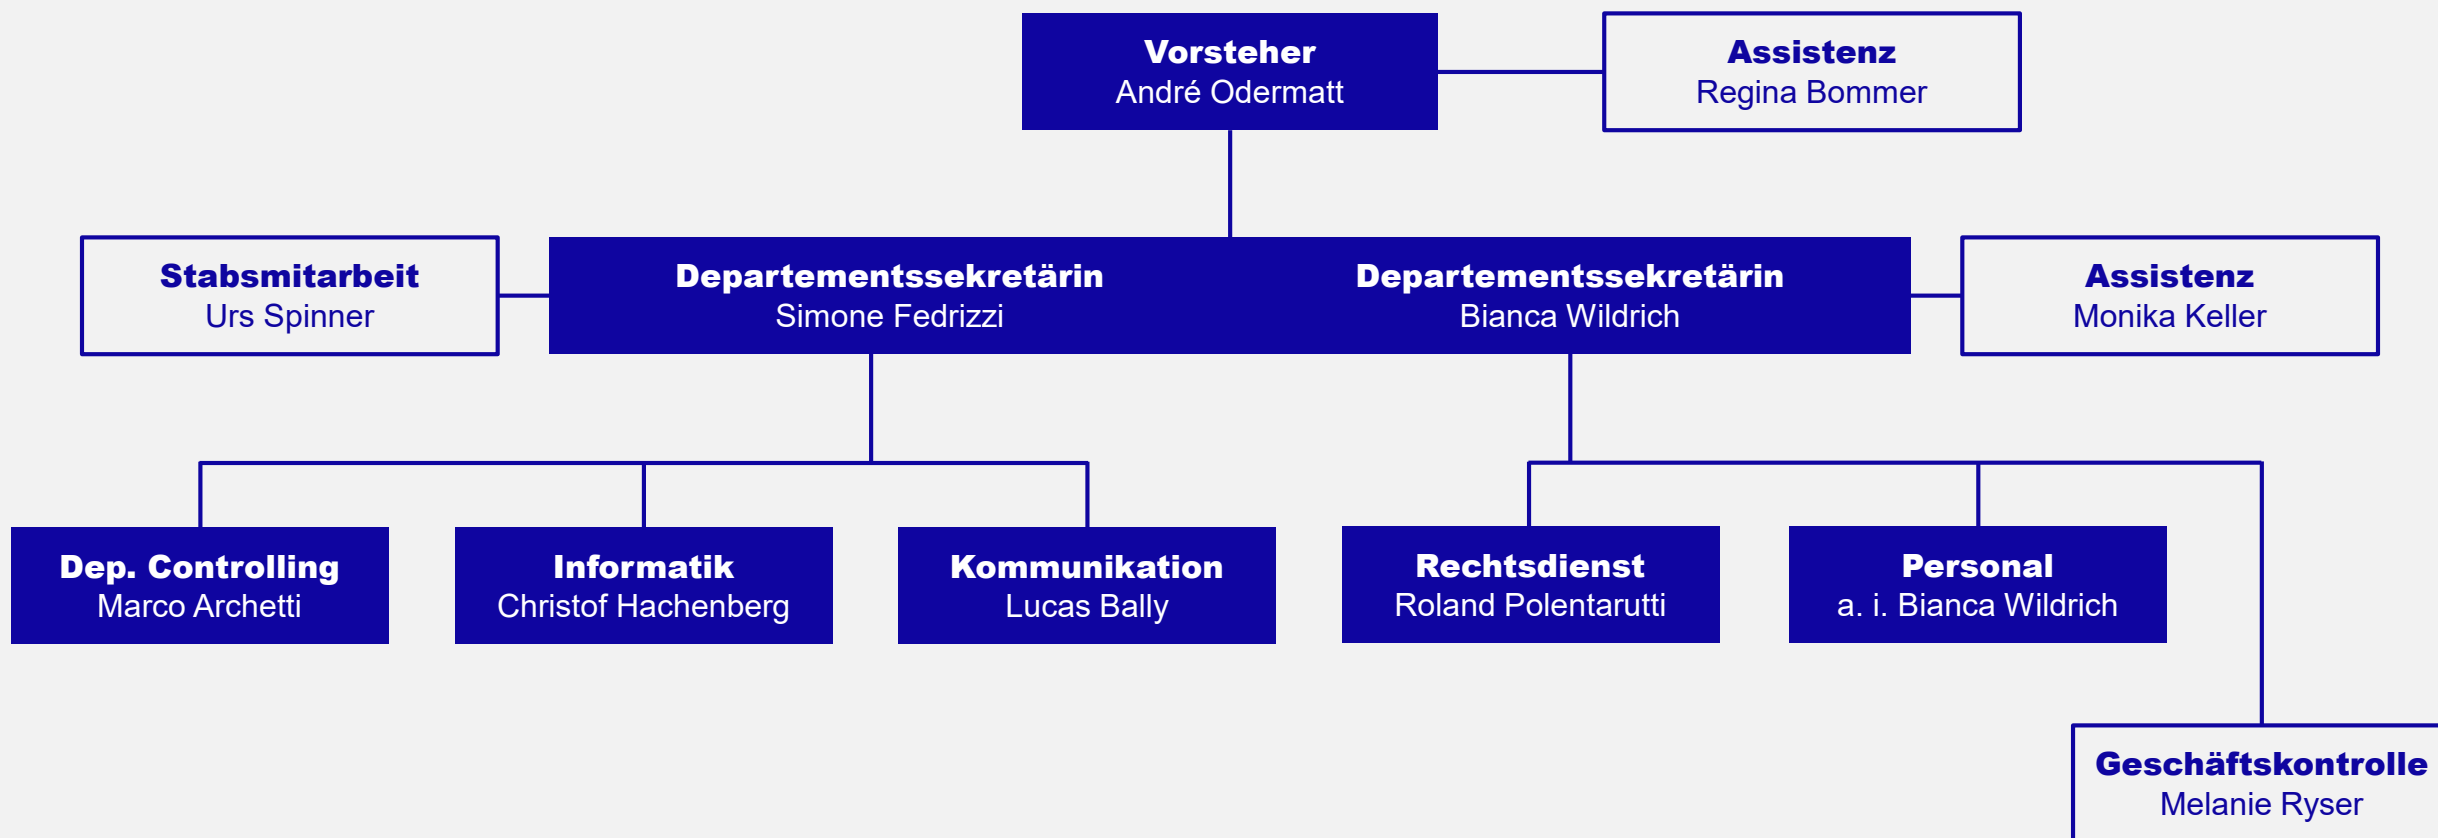 Vorsteher
André Odermatt
Assistenz
Regina Bommer
Stabsmitarbeit
Urs Spinner
Departementssekretärin
Simone Fedrizzi
Departementssekretärin
Bianca Wildrich
Assistenz
Monika Keller
Dep. Controlling
Marco Archetti
Informatik
Christof Hachenberg
Kommunikation
Lucas Bally
Rechtsdienst
Roland Polentarutti
Personal
a. i. Bianca Wildrich
Geschäftskontrolle
Melanie Ryser